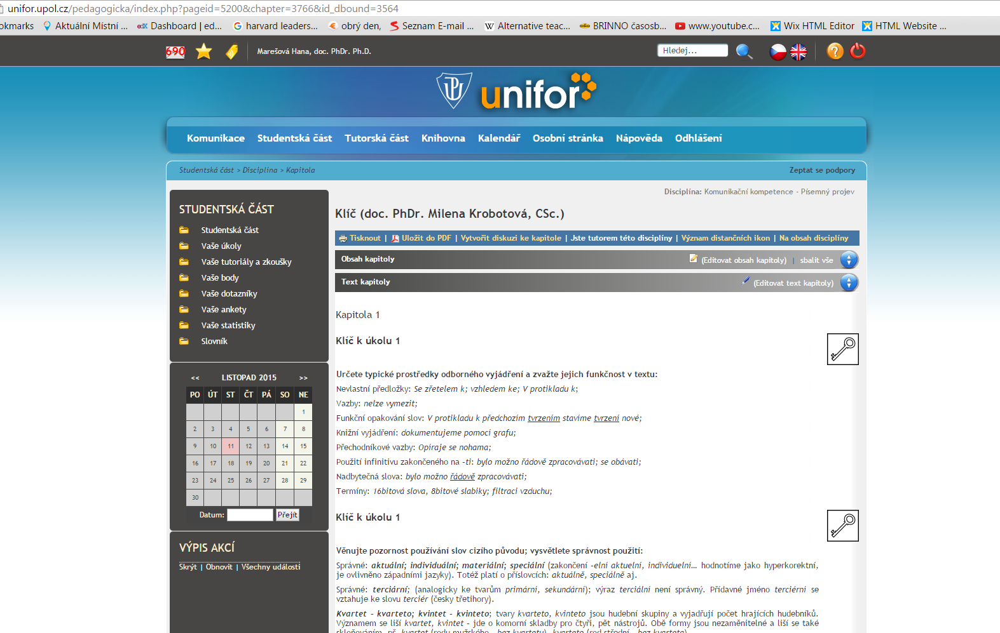 unifor.upol.cz/pedagogicka/index.php?pageid=5200&chapter=3766&id_dbound=3564
okmarks Aktuální Místní ... Dashboard | ed... harvard leaders... obrý den, Seznam E-mail ... Alternative teac... BRINNO časosb... www.youtube.c... Wix HTML Editor HTML Website ...
690 Marešová Hana, doc. PhDr. Ph.D. Hledej...
unifor
Komunikace Studentská část Tutorská část Knihovna Kalendář Osobní stránka Nápověda Odhlášení
Studentská část > Disciplína > Kapitola Zeptat se podpory
STUDENTSKÁ ČÁST
Studentská část
Vaše úkoly
Vaše tutoriály a zkoušky
Vaše body
Vaše dotazníky
Vaše ankety
Vaše statistiky
Slovník
<< LISTOPAD 2015 >>
PO ÚT ST ČT PÁ SO NE
1
2 3 4 5 6 7 8
9 10 11 12 13 14 15
16 17 18 19 20 21 22
23 24 25 26 27 28 29
30
Datum: Přejít
VÝPIS AKCÍ
Skrýt | Obnovit | Všechny události
Disciplína: Komunikační kompetence - Písemný projev
Klíč (doc. PhDr. Milena Krobotová, CSc.)
Tisknout | Uložit do PDF | Vytvořit diskuzi ke kapitole | Jste tutorem této disciplíny | Význam distančních ikon | Na obsah disciplíny
Obsah kapitoly (Editovat obsah kapitoly) | sbalit vše
Text kapitoly (Editovat text kapitoly)
Kapitola 1
Klíč k úkolu 1
Určete typické prostředky odborného vyjádření a zvažte jejich funkčnost v textu:
Nevlastní předložky: Se zřetelem k; vzhledem ke; V protikladu k;
Vazby: nelze vymezit;
Funkční opakování slov: V protikladu k předchozím tvrzením stavíme tvrzení nové;
Knižní vyjádření: dokumentujeme pomocí grafu;
Přechodníkové vazby: Opíraje se nohama;
Použití infinitivu zakončeného na -ti: bylo možno řádově zpracovávati; se obávati;
Nadbytečná slova: bylo možno řádově zpracovávati;
Termíny: 16bitová slova, 8bitové slabiky; filtraci vzduchu;
Klíč k úkolu 1
Věnujte pozornost používání slov cizího původu; vysvětlete správnost použití:
Správné: aktuální; individuální; materiální; speciální (zakončení -elní aktuelní, individuelní... hodnotíme jako hyperkorektní,
je ovlivněno západními jazyky). Totéž platí o příslovcích: aktuálně, speciálně aj.
Správné: terciární; (analogicky ke tvarům primární, sekundární); výraz terciální není správný. Přídavné jméno terciérní se
vztahuje ke slovu terciér (česky třetihory).
Kvartet - kvarteto; kvintet - kvinteto; tvary kvarteto, kvinteto jsou hudební skupiny a vyjadřují počet hrajících hudebníků.
Významem se liší kvartet, kvintet - jde o komorní skladby pro čtyři, pět nástrojů. Obě formy jsou nezaměnitelné a liší se také
skloňováním, př. kvartet (rodu mužského - bez kvartetu), kvarteto (rod střední - bez kvarteta).